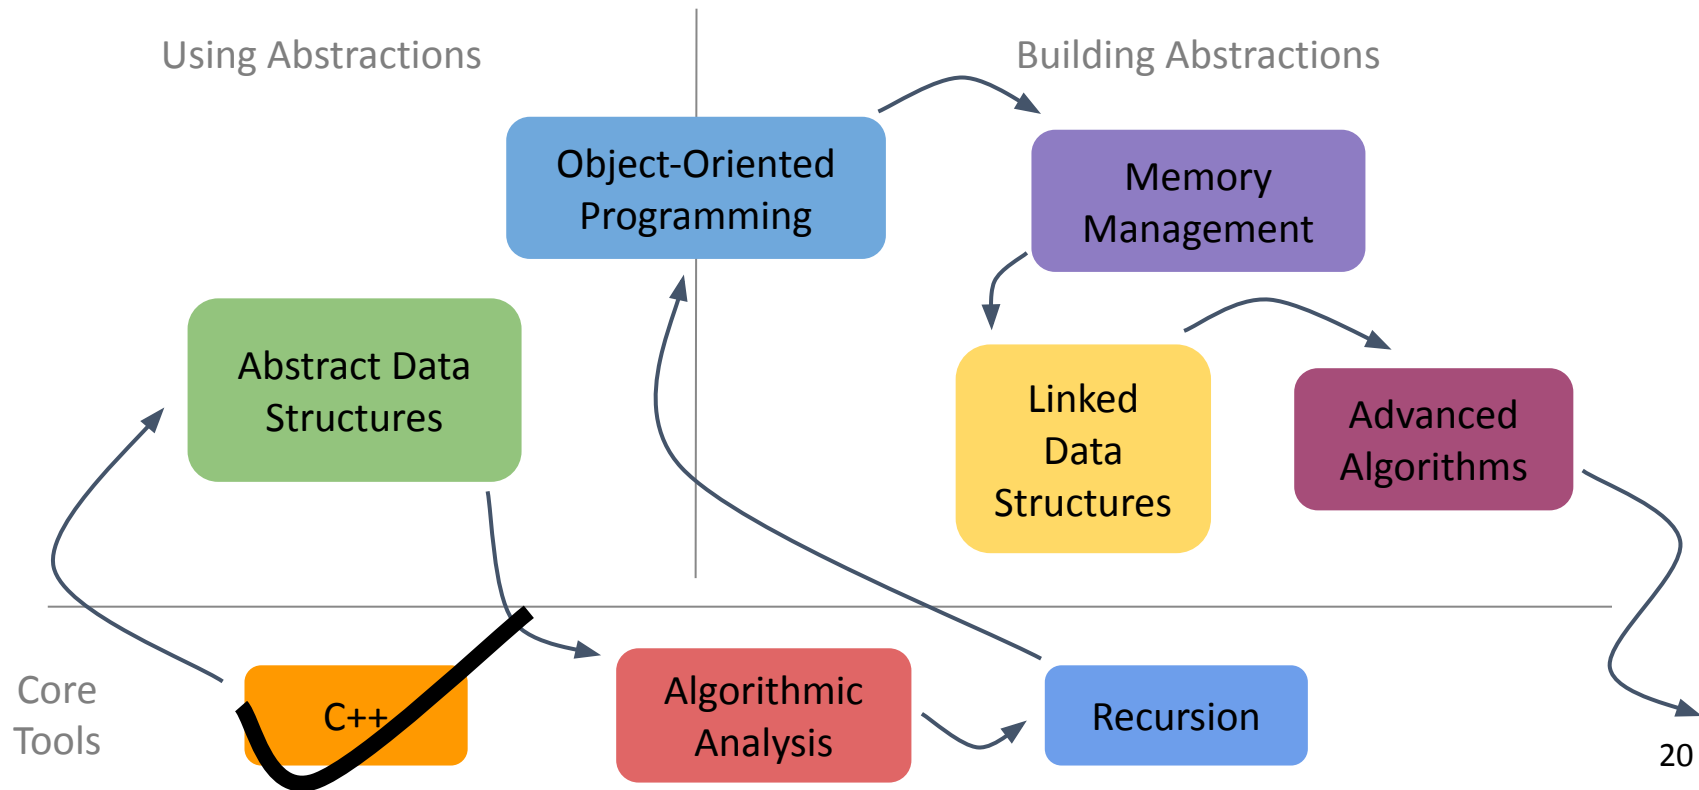 Using Abstractions
Building Abstractions
Object-Oriented
Programming
Memory
Management
Abstract Data
Structures
Linked
Data
Structures
Advanced
Algorithms
Core
Tools
C++
Algorithmic
Analysis
Recursion
20